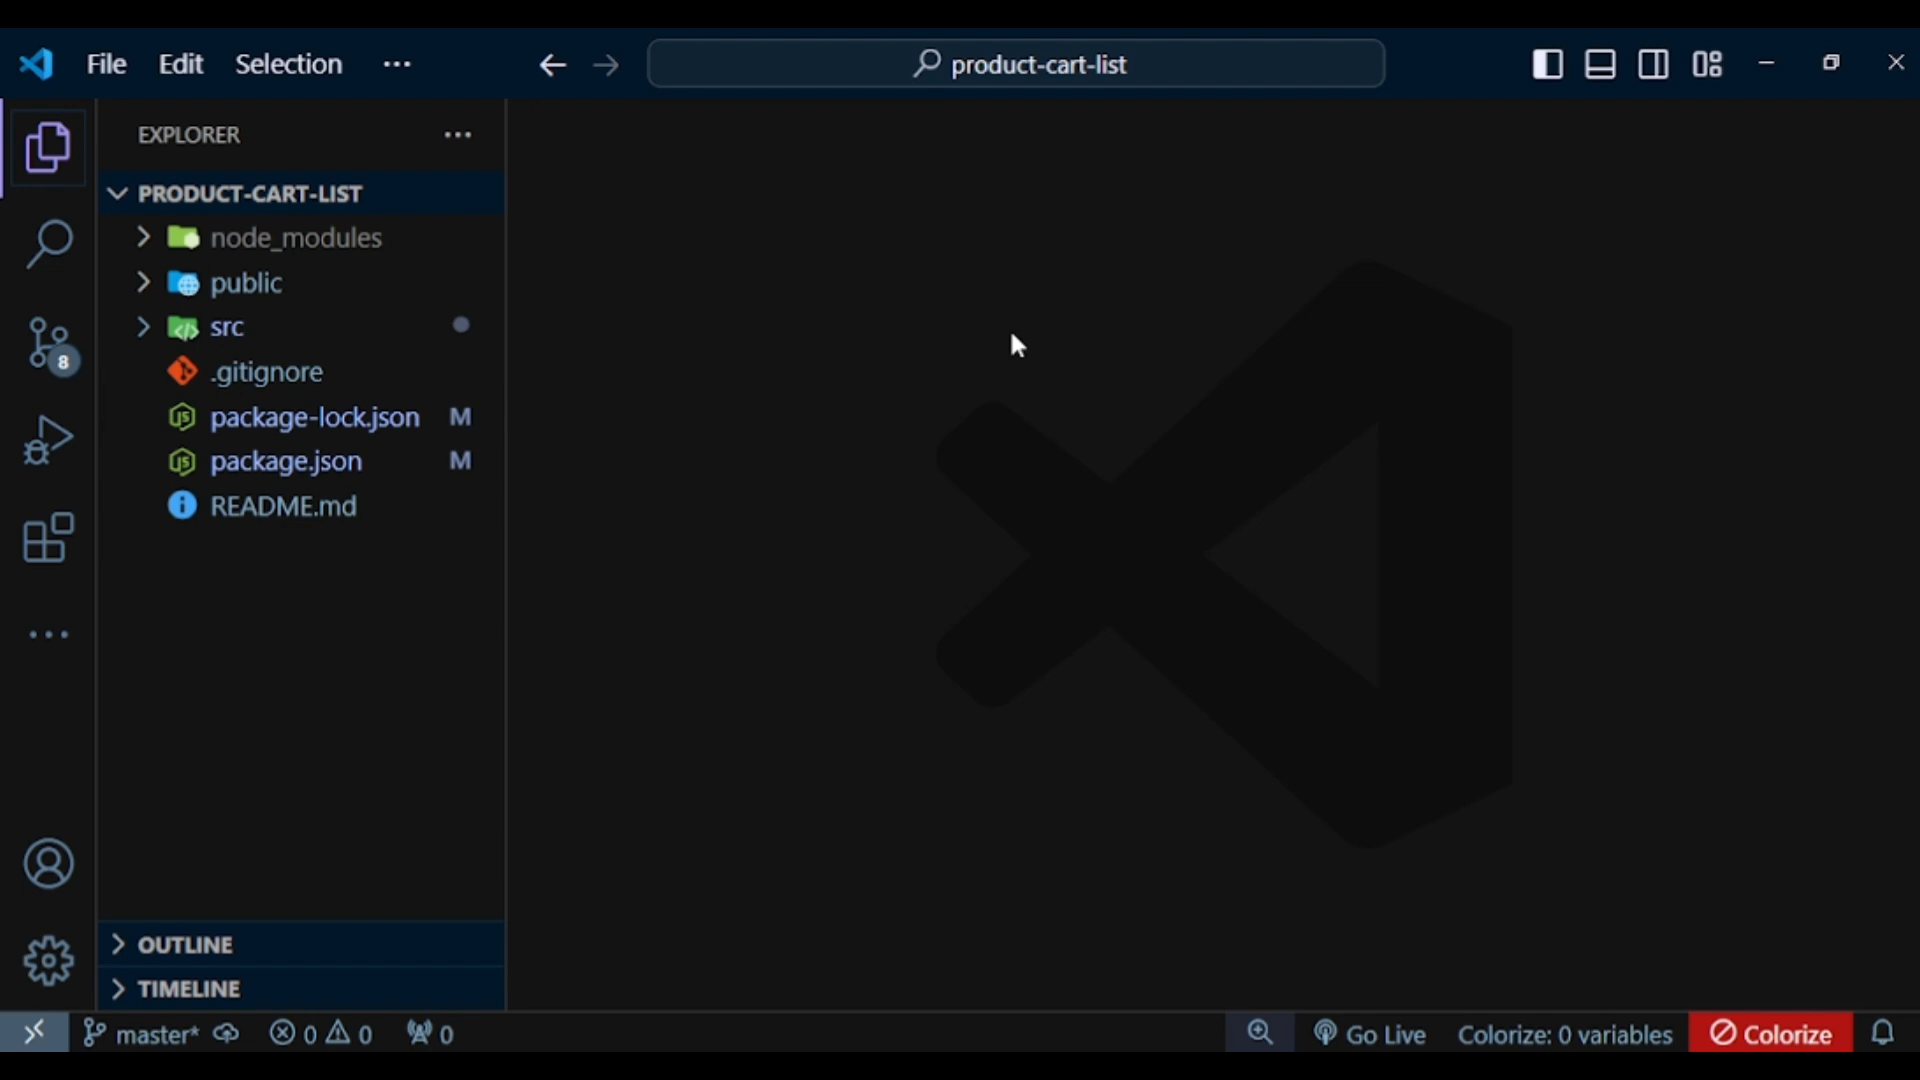 File Edit Selection ···
product-cart-list
EXPLORER ···
PRODUCT-CART-LIST
node_modules
public
src
.gitignore
package-lock.json M
package.json M
README.md
8
OUTLINE
TIMELINE
master* 0 0 0
Go Live Colorize: 0 variables Colorize